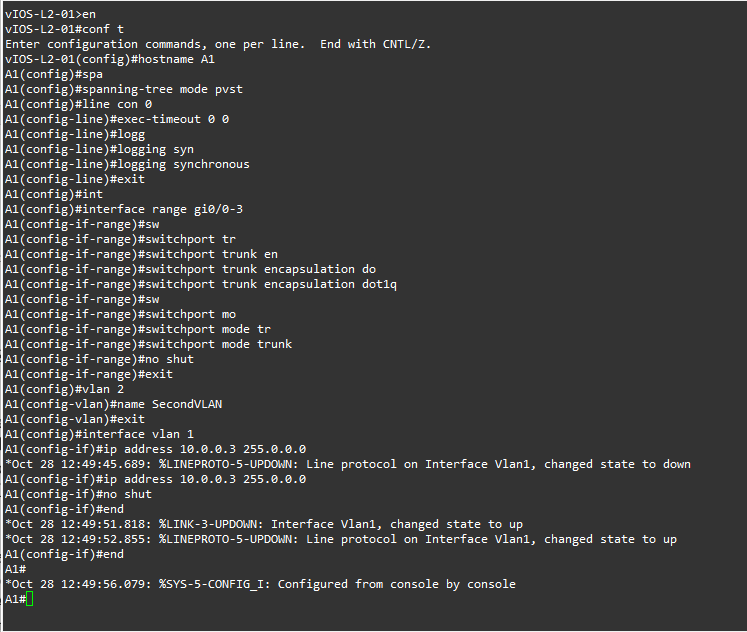 vIOS-L2-01>en
vIOS-L2-01#conf t
Enter configuration commands, one per line.  End with CNTL/Z.
vIOS-L2-01(config)#hostname A1
A1(config)#spa
A1(config)#spanning-tree mode pvst
A1(config)#line con 0
A1(config-line)#exec-timeout 0 0
A1(config-line)#logg
A1(config-line)#logging syn
A1(config-line)#logging synchronous
A1(config-line)#exit
A1(config)#int
A1(config)#interface range gi0/0-3
A1(config-if-range)#sw
A1(config-if-range)#switchport tr
A1(config-if-range)#switchport trunk en
A1(config-if-range)#switchport trunk encapsulation do
A1(config-if-range)#switchport trunk encapsulation dot1q
A1(config-if-range)#sw
A1(config-if-range)#switchport mo
A1(config-if-range)#switchport mode tr
A1(config-if-range)#switchport mode trunk
A1(config-if-range)#no shut
A1(config-if-range)#exit
A1(config)#vlan 2
A1(config-vlan)#name SecondVLAN
A1(config-vlan)#exit
A1(config)#interface vlan 1
A1(config-if)#ip address 10.0.0.3 255.0.0.0
*Oct 28 12:49:45.689: %LINEPROTO-5-UPDOWN: Line protocol on Interface Vlan1, changed state to down
A1(config-if)#ip address 10.0.0.3 255.0.0.0
A1(config-if)#no shut
A1(config-if)#end
*Oct 28 12:49:51.818: %LINK-3-UPDOWN: Interface Vlan1, changed state to up
*Oct 28 12:49:52.855: %LINEPROTO-5-UPDOWN: Line protocol on Interface Vlan1, changed state to up
A1(config-if)#end
A1#
*Oct 28 12:49:56.079: %SYS-5-CONFIG_I: Configured from console by console
A1#